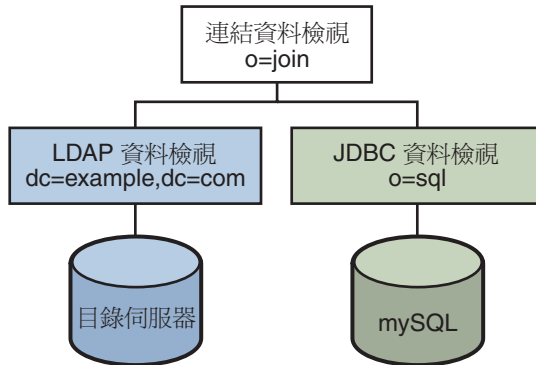 連結資料檢視
o=join
LDAP 資料檢視
dc=example,dc=com
JDBC 資料檢視
o=sql
目錄伺服器
mySQL